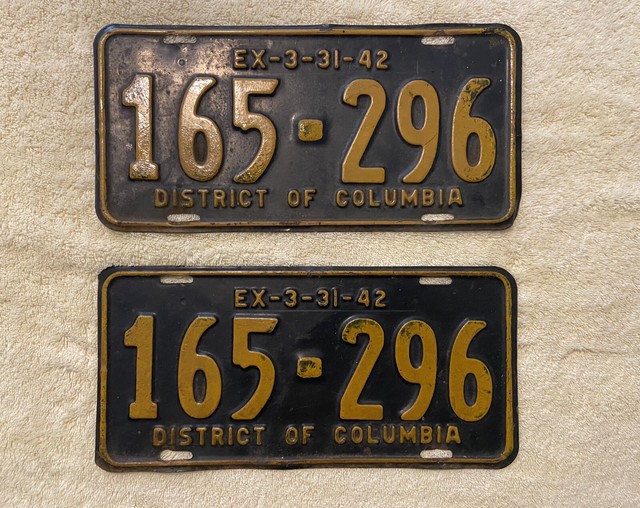 EX-3-31-42
165-296
DISTRICT OF COLUMBIA
EX-3-31-42
165-296
DISTRICT OF COLUMBIA